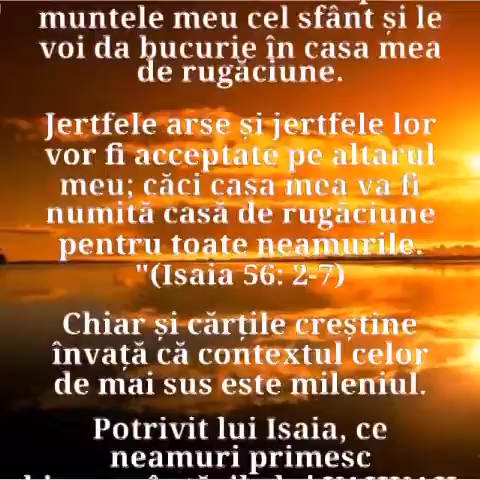 muntele meu cel sfânt și le
voi da bucurie în casa mea
de rugăciune.
Jertfele arse și jertfele lor
vor fi acceptate pe altarul
meu; căci casa mea va fi
numită casă de rugăciune
pentru toate neamurile.
"(Isaia 56: 2-7)
Chiar și cărțile creștine
învață că contextul celor
de mai sus este mileniul.
Potrivit lui Isaia, ce
neamuri primesc